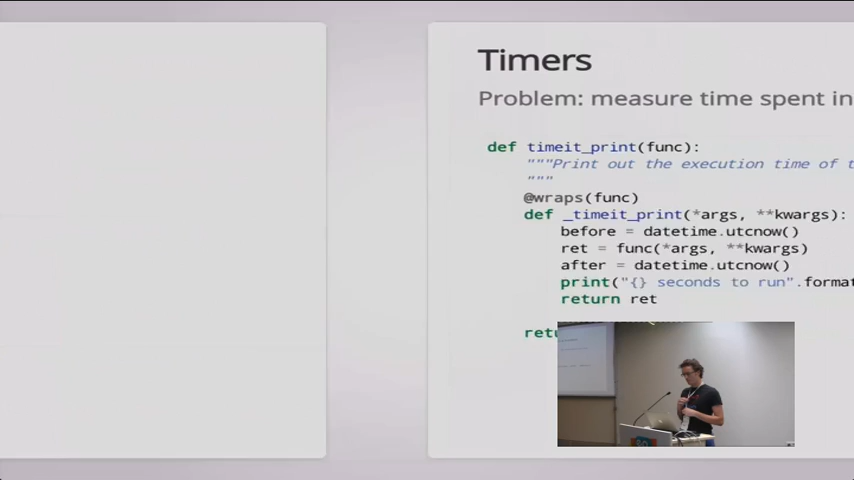 Timers
Problem: measure time spent in
def timeit_print(func):
"""Print out the execution time of t
"""
@wraps(func)
def _timeit_print(*args, **kwargs):
before = datetime.utcnow()
ret = func(*args, **kwargs)
after = datetime.utcnow()
print("{} seconds to run".format
return ret
retu